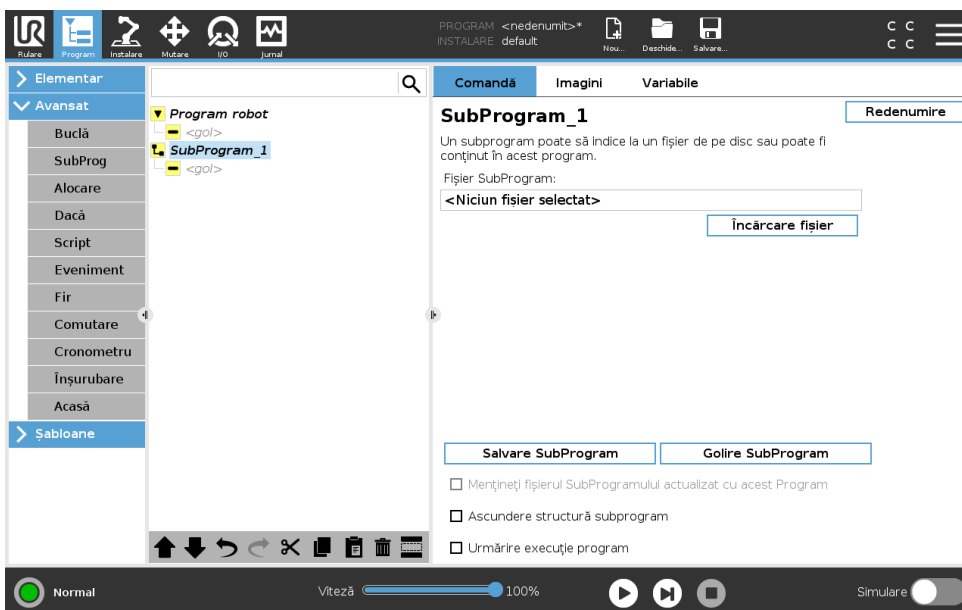 Rulare
Program
Instalare
Mutare
I/O
Jurnal
PROGRAM <nedenumit>*
INSTALARE default
Nou...
Deschide...
Salvare...
C C
C C
Elementar
Avansat
Buclă
SubProg
Alocare
Dacă
Script
Eveniment
Fir
Comutare
Cronometru
Înșurubare
Acasă
Șabloane
Program robot
<gol>
SubProgram_1
<gol>
Comandă
Imagini
Variabile
SubProgram_1
Redenumire
Un subprogram poate să indice la un fișier de pe disc sau poate fi
conținut în acest program.
Fișier SubProgram:
<Niciun fișier selectat>
Încărcare fișier
Salvare SubProgram
Golire SubProgram
Mențineți fișierul SubProgramului actualizat cu acest Program
Ascundere structură subprogram
Urmărire execuție program
Normal
Viteză
100%
Simulare